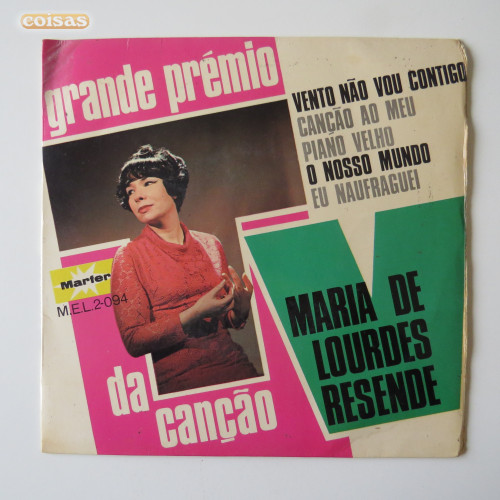 coisas
grande prémio
VENTO NÃO VOU CONTIGO
CANÇÃO AO MEU
PIANO VELHO
O NOSSO MUNDO
EU NAUFRAGUEI
Marfer
M.E.L.2-094
MARIA DE
LOURDES
RESENDE
da
canção